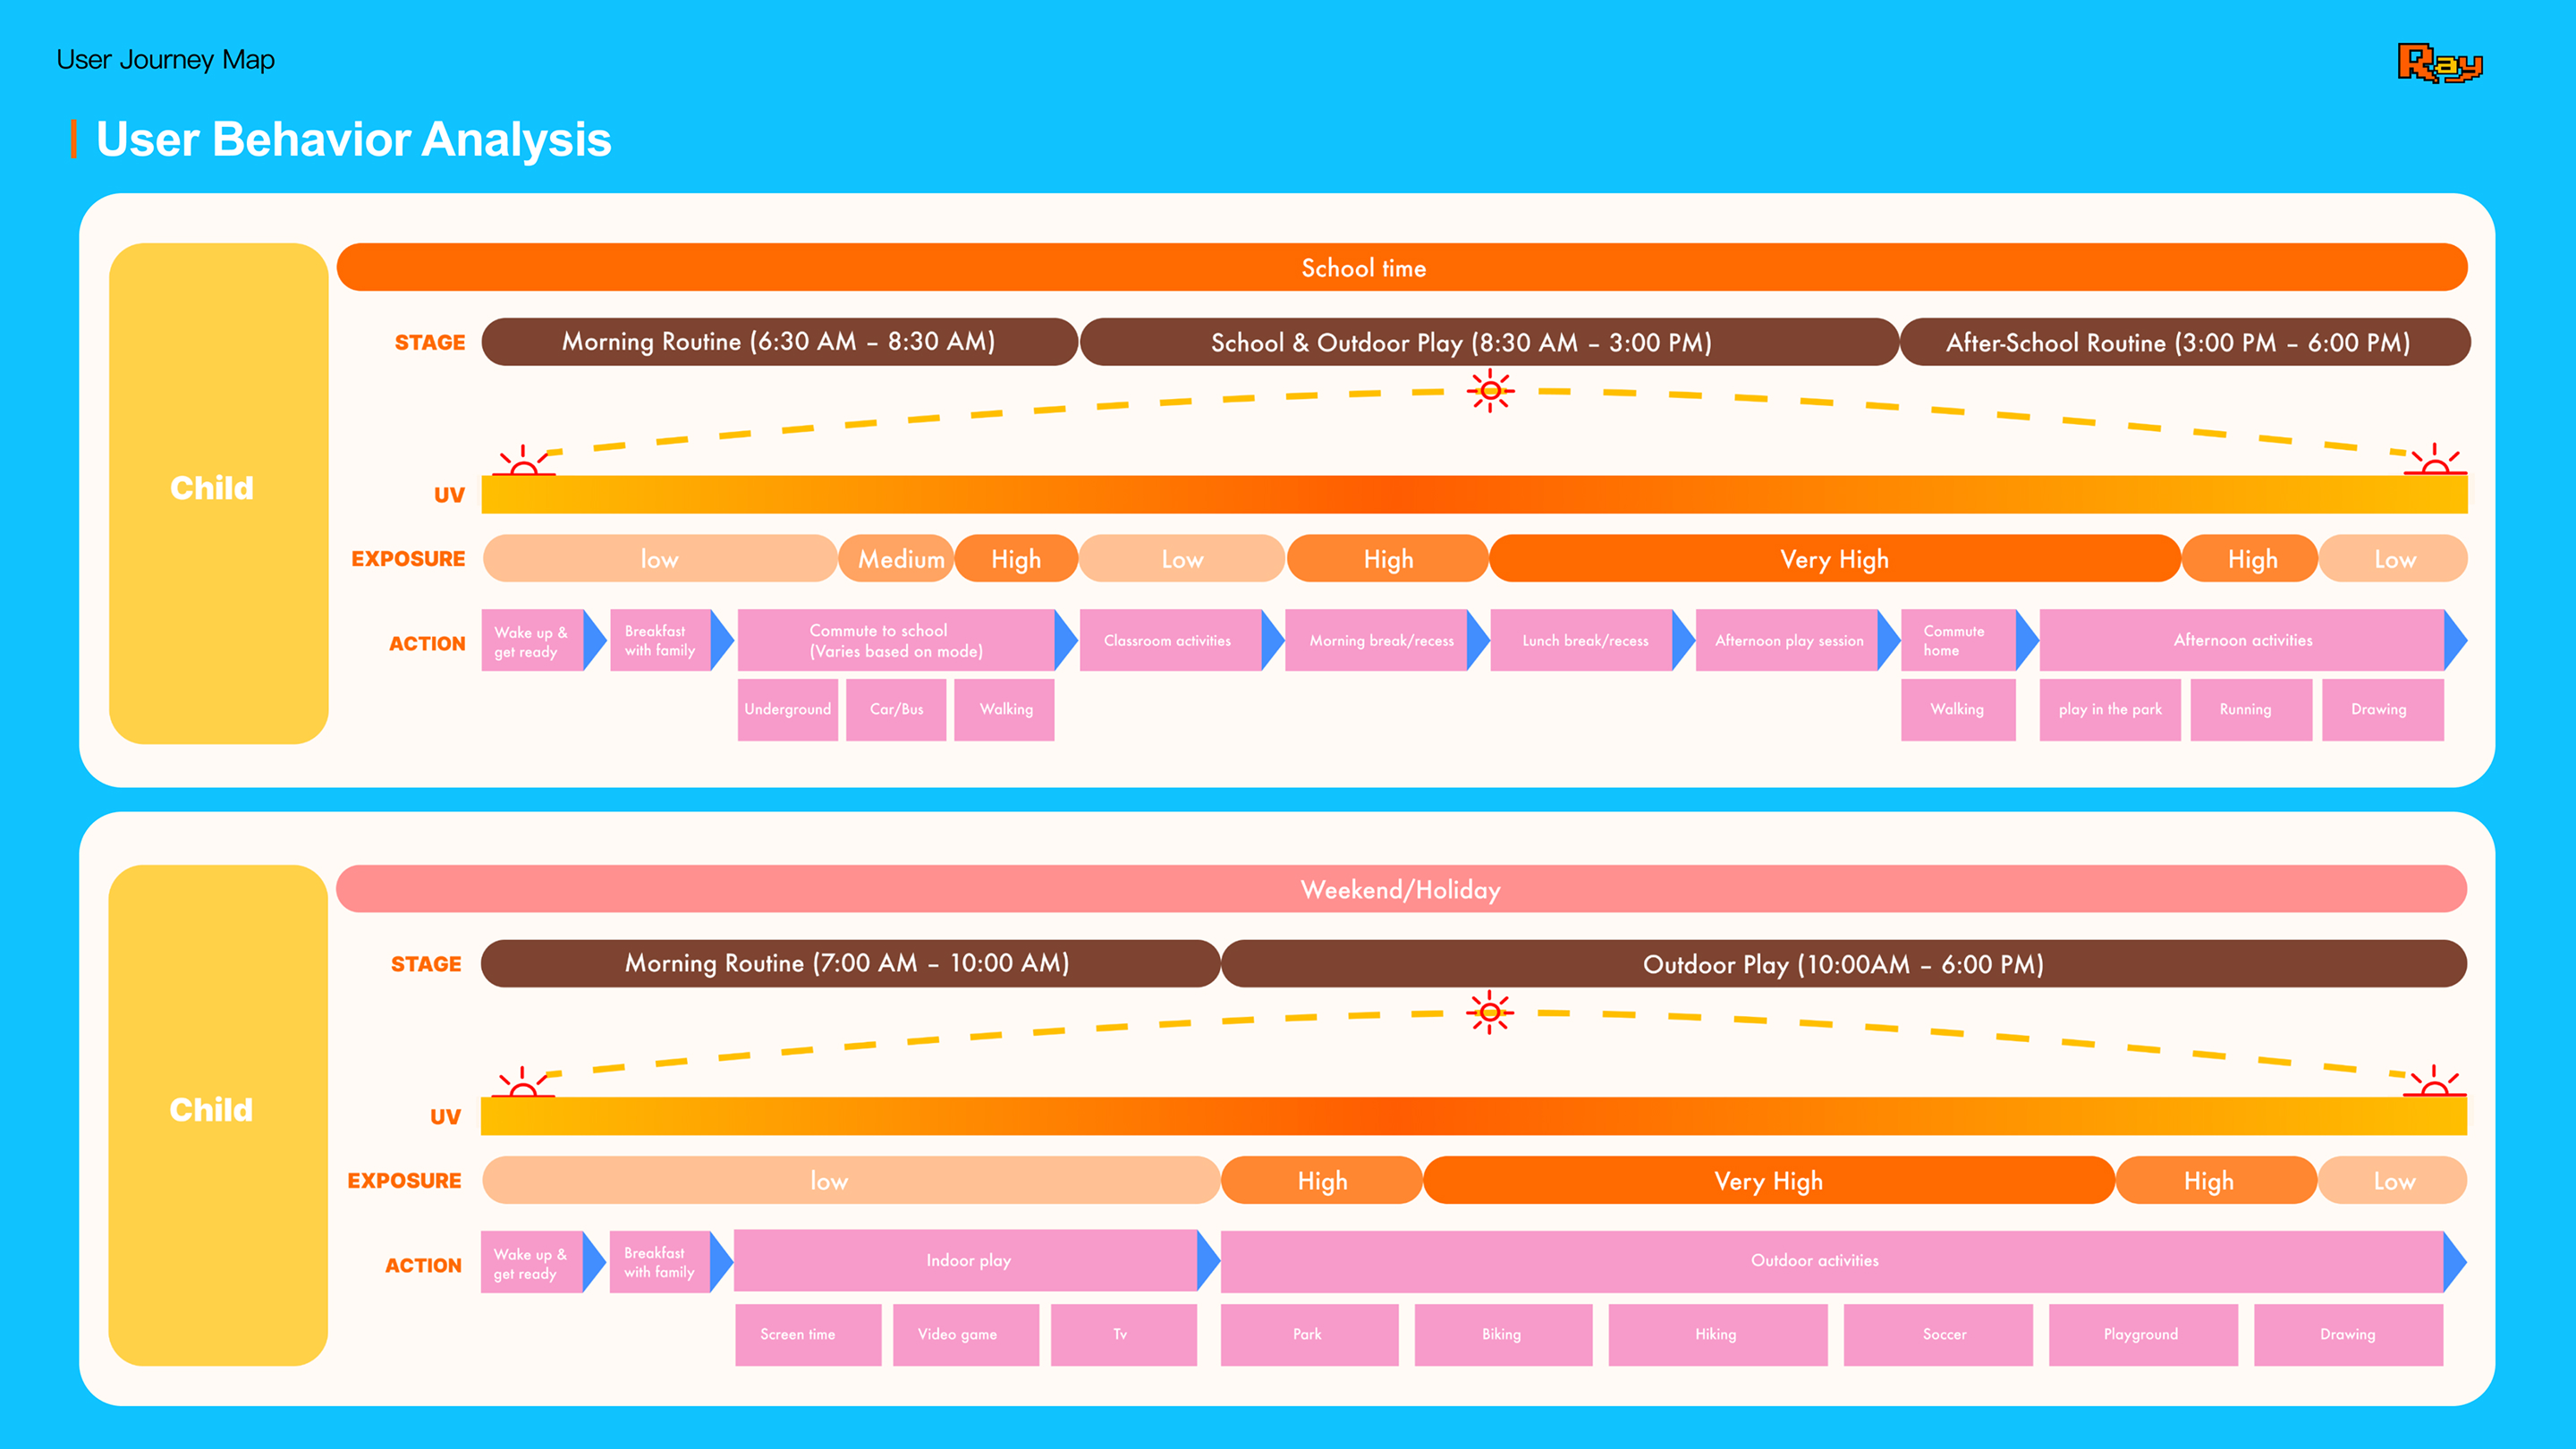 User Journey Map
Ray
User Behavior Analysis
Child
School time
STAGE
Morning Routine (6:30 AM – 8:30 AM)
School & Outdoor Play (8:30 AM – 3:00 PM)
After-School Routine (3:00 PM – 6:00 PM)
UV
EXPOSURE
low
Medium
High
Low
High
Very High
High
Low
ACTION
Wake up &
get ready
Breakfast
with family
Commute to school
(Varies based on mode)
Classroom activities
Morning break/recess
Lunch break/recess
Afternoon play session
Commute
home
Afternoon activities
Underground
Car/Bus
Walking
Walking
play in the park
Running
Drawing
Child
Weekend/Holiday
STAGE
Morning Routine (7:00 AM – 10:00 AM)
Outdoor Play (10:00AM – 6:00 PM)
UV
EXPOSURE
low
High
Very High
High
Low
ACTION
Wake up &
get ready
Breakfast
with family
Indoor play
Outdoor activities
Screen time
Video game
Tv
Park
Biking
Hiking
Soccer
Playground
Drawing